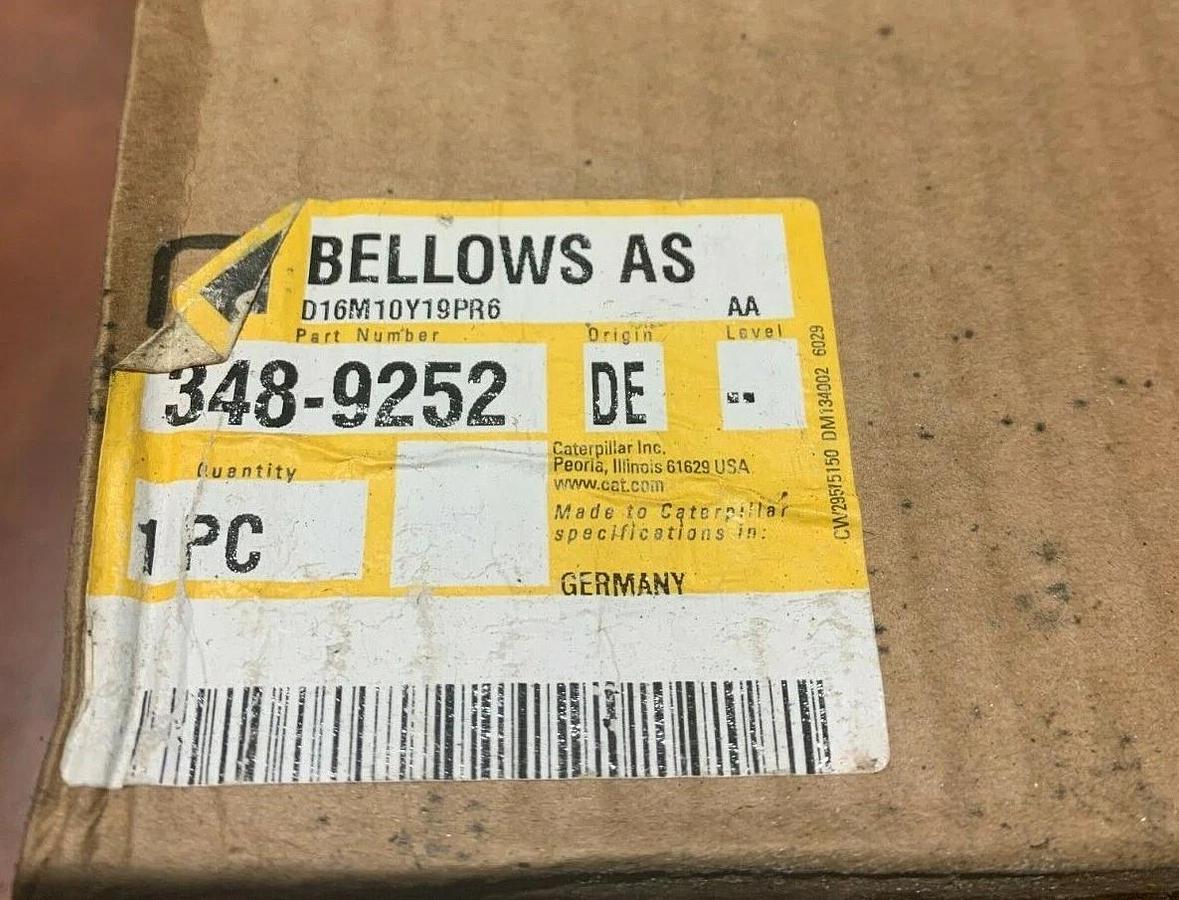 BELLOWS AS
D16M10Y19PR6 AA
Part Number Origin Level
348-9252 DE --
Quantity
1 PC
Caterpillar Inc.
Peoria, Illinois 61629 USA
www.cat.com
Made to Caterpillar
specifications in:
GERMANY
DM134002 6029